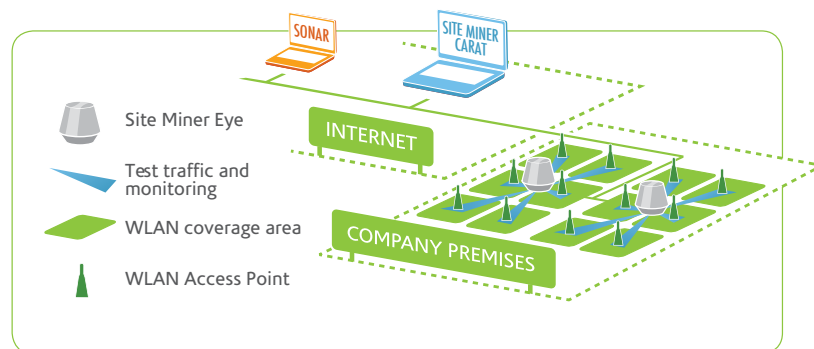 SONAR
SITE MINER
CARAT
Site Miner Eye
INTERNET
Test traffic and
monitoring
WLAN coverage area
COMPANY PREMISES
WLAN Access Point